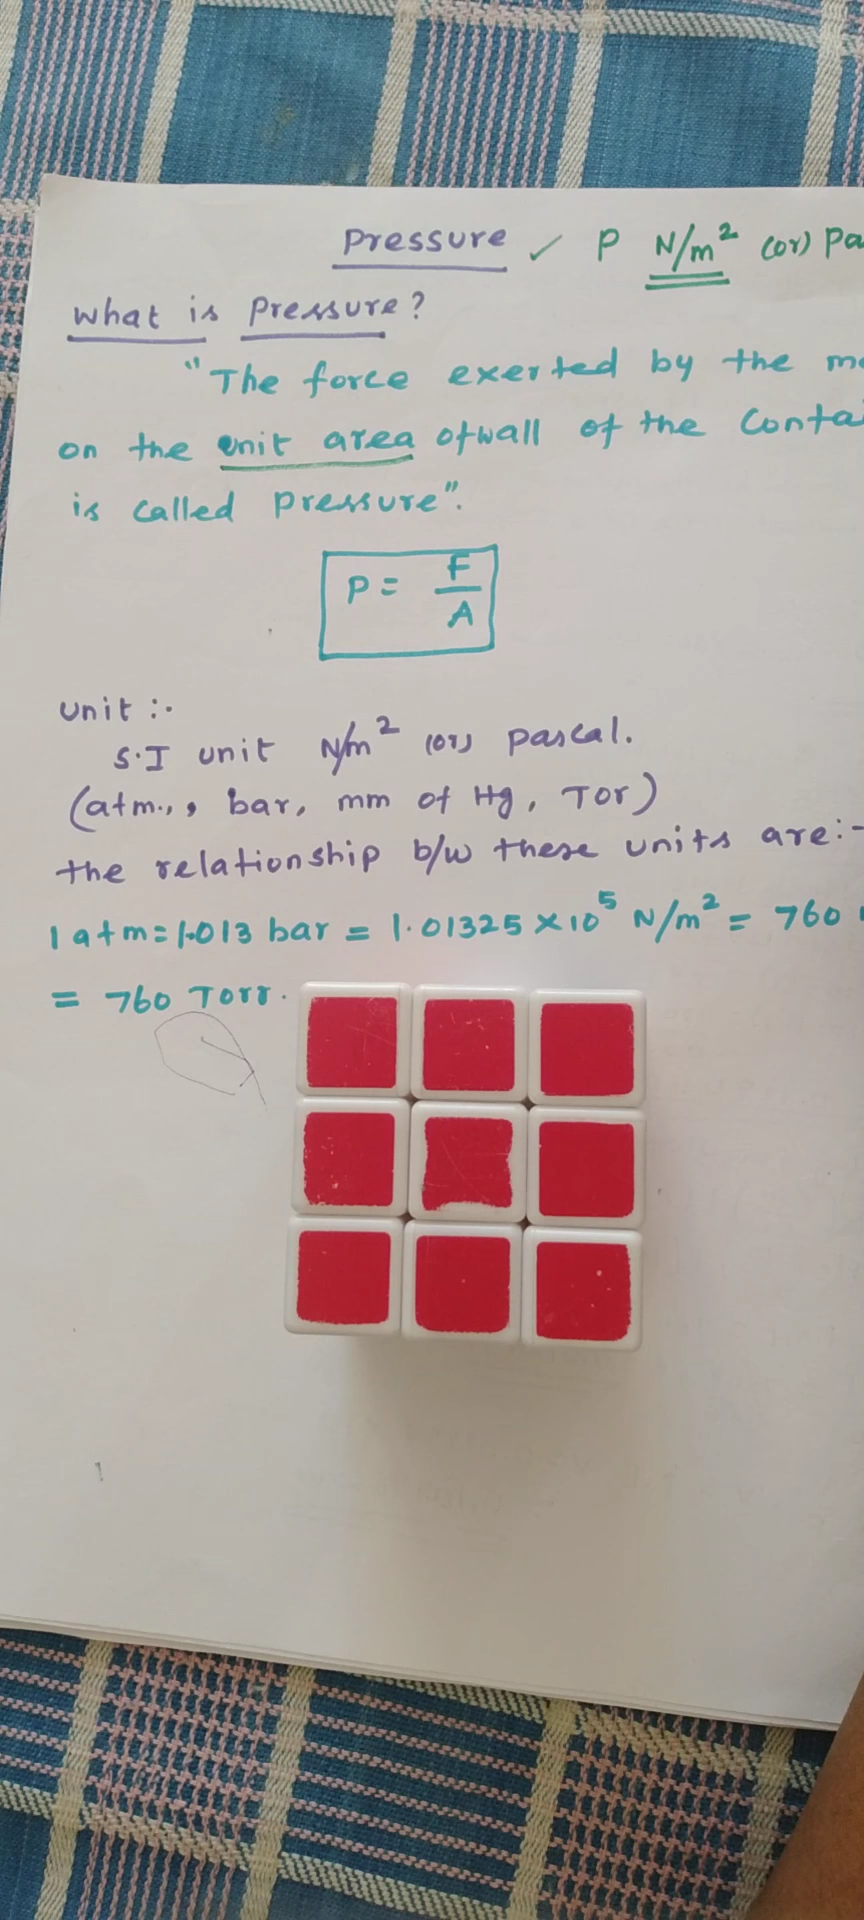 Pressure ✓ P N/m² (or) Pa
What is Pressure?
"The force exerted by the
on the unit area of wall of the
is called Pressure".
P = F/A
Unit :-
S.I unit N/m² (or) pascal.
(atm., bar, mm of Hg, Tor)
the relationship b/w these units are:-
1 atm = 1.013 bar = 1.01325 × 10⁵ N/m² = 760
= 760 Torr.